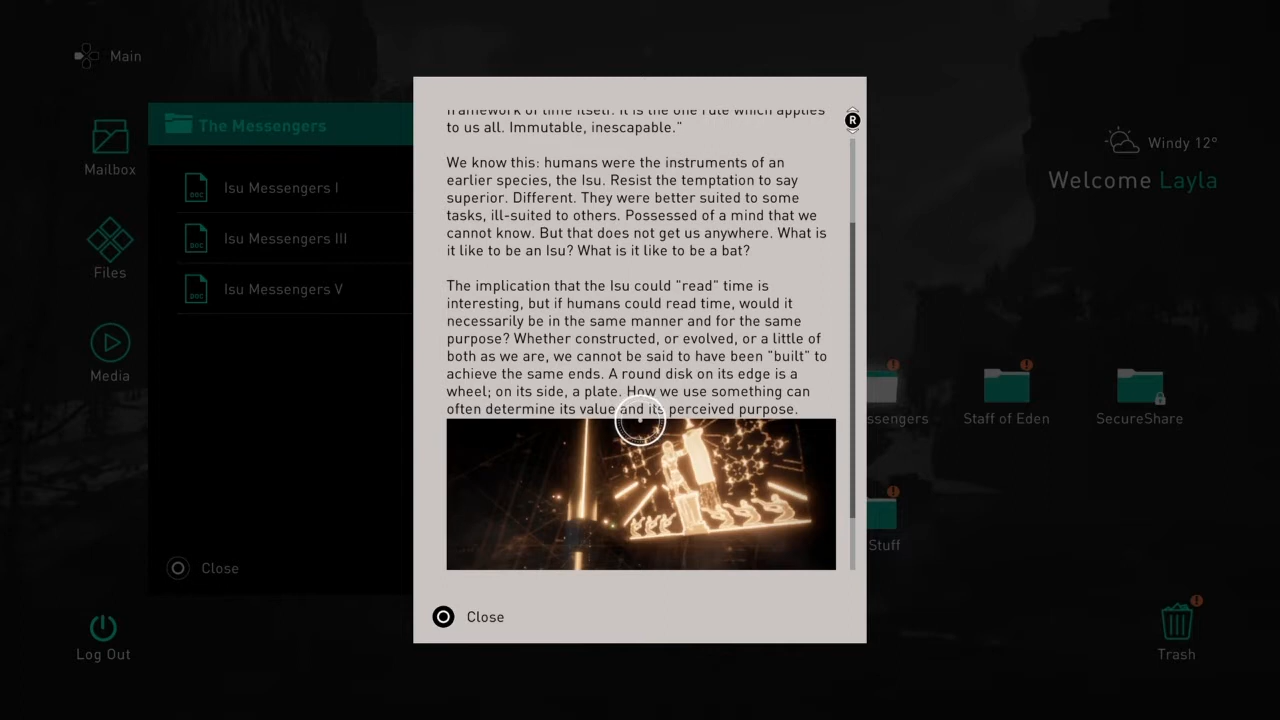 Main
framework of time itself. It is the one rule which applies
to us all. Immutable, inescapable."
We know this: humans were the instruments of an
earlier species, the Isu. Resist the temptation to say
superior. Different. They were better suited to some
tasks, ill-suited to others. Possessed of a mind that we
cannot know. But that does not get us anywhere. What is
it like to be an Isu? What is it like to be a bat?
The implication that the Isu could "read" time is
interesting, but if humans could read time, would it
necessarily be in the same manner and for the same
purpose? Whether constructed, or evolved, or a little of
both as we are, we cannot be said to have been "built" to
achieve the same ends. A round disk on its edge is a
wheel; on its side, a plate. How we use something can
often determine its value and its perceived purpose.
R
Close
The Messengers
Isu Messengers I
Isu Messengers III
Isu Messengers V
DOC
DOC
DOC
Close
Mailbox
Files
Media
Log Out
Windy 12°
Welcome Layla
ssengers
Staff of Eden
SecureShare
Stuff
Trash